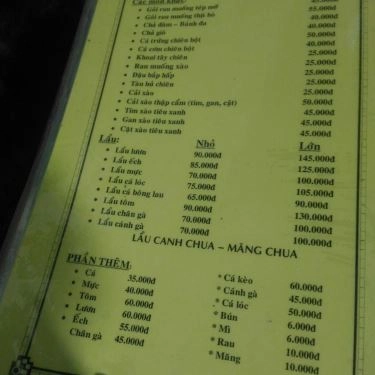 Các món khác:
• Gỏi rau muống tép mỡ 55.000đ
• Gỏi rau muống thịt bò 40.000đ
• Chả đùm – Bánh đa 40.000đ
• Chả giò 50.000đ
• Cá trứng chiên bột 40.000đ
• Cá cơm chiên bột 25.000đ
• Khoai tây chiên 25.000đ
• Rau muống xào 25.000đ
• Đậu bắp hấp 25.000đ
• Tàu hủ chiên 25.000đ
• Cải xào 25.000đ
• Cải xào thập cẩm (tim, gan, cật) 50.000đ
• Tim xào tiêu xanh 45.000đ
• Gan xào tiêu xanh 45.000đ
• Cật xào tiêu xanh 45.000đ
Lẩu: Nhỏ Lớn
• Lẩu lươn 90.000đ 145.000đ
• Lẩu ếch 85.000đ 125.000đ
• Lẩu mực 70.000đ 100.000đ
• Lẩu cá lóc 75.000đ 105.000đ
• Lẩu cá bông lau 65.000đ 90.000đ
• Lẩu tôm 90.000đ 130.000đ
• Lẩu chân gà 70.000đ 100.000đ
• Lẩu cánh gà 70.000đ 100.000đ
LẨU CANH CHUA – MĂNG CHUA
PHẦN THÊM:
• Cá 35.000đ
• Mực 40.000đ
• Tôm 40.000đ
• Lươn 60.000đ
• Ếch 55.000đ
Chân gà 45.000đ
* Cá kèo 60.000đ
* Cánh gà 45.000đ
* Cá lóc 50.000đ
* Bún 6.000đ
* Mì 6.000đ
* Rau 10.000đ
* Măng 10.000đ